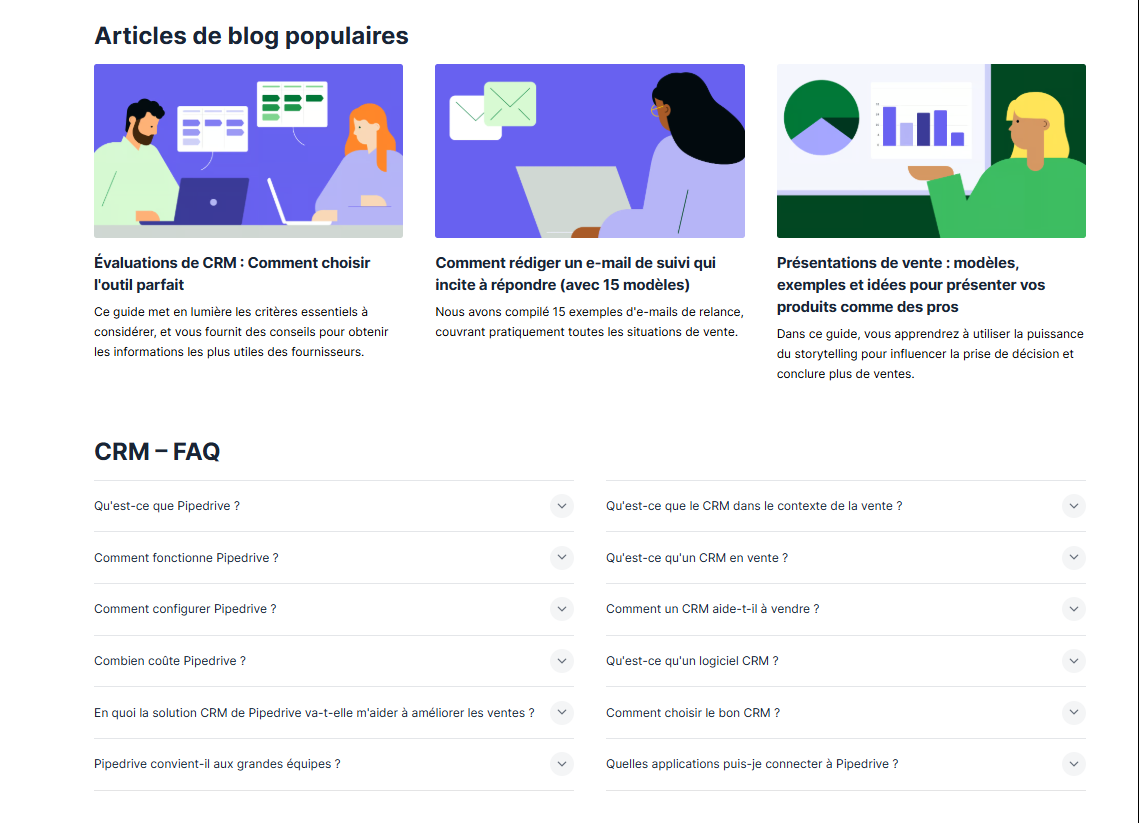 Articles de blog populaires
Évaluations de CRM : Comment choisir
l'outil parfait
Ce guide met en lumière les critères essentiels à
considérer, et vous fournit des conseils pour obtenir
les informations les plus utiles des fournisseurs.
Comment rédiger un e-mail de suivi qui
incite à répondre (avec 15 modèles)
Nous avons compilé 15 exemples d'e-mails de relance,
couvrant pratiquement toutes les situations de vente.
Présentations de vente : modèles,
exemples et idées pour présenter vos
produits comme des pros
Dans ce guide, vous apprendrez à utiliser la puissance
du storytelling pour influencer la prise de décision et
conclure plus de ventes.
CRM – FAQ
Qu'est-ce que Pipedrive ?
Comment fonctionne Pipedrive ?
Comment configurer Pipedrive ?
Combien coûte Pipedrive ?
En quoi la solution CRM de Pipedrive va-t-elle m'aider à améliorer les ventes ?
Pipedrive convient-il aux grandes équipes ?
Qu'est-ce que le CRM dans le contexte de la vente ?
Qu'est-ce qu'un CRM en vente ?
Comment un CRM aide-t-il à vendre ?
Qu'est-ce qu'un logiciel CRM ?
Comment choisir le bon CRM ?
Quelles applications puis-je connecter à Pipedrive ?